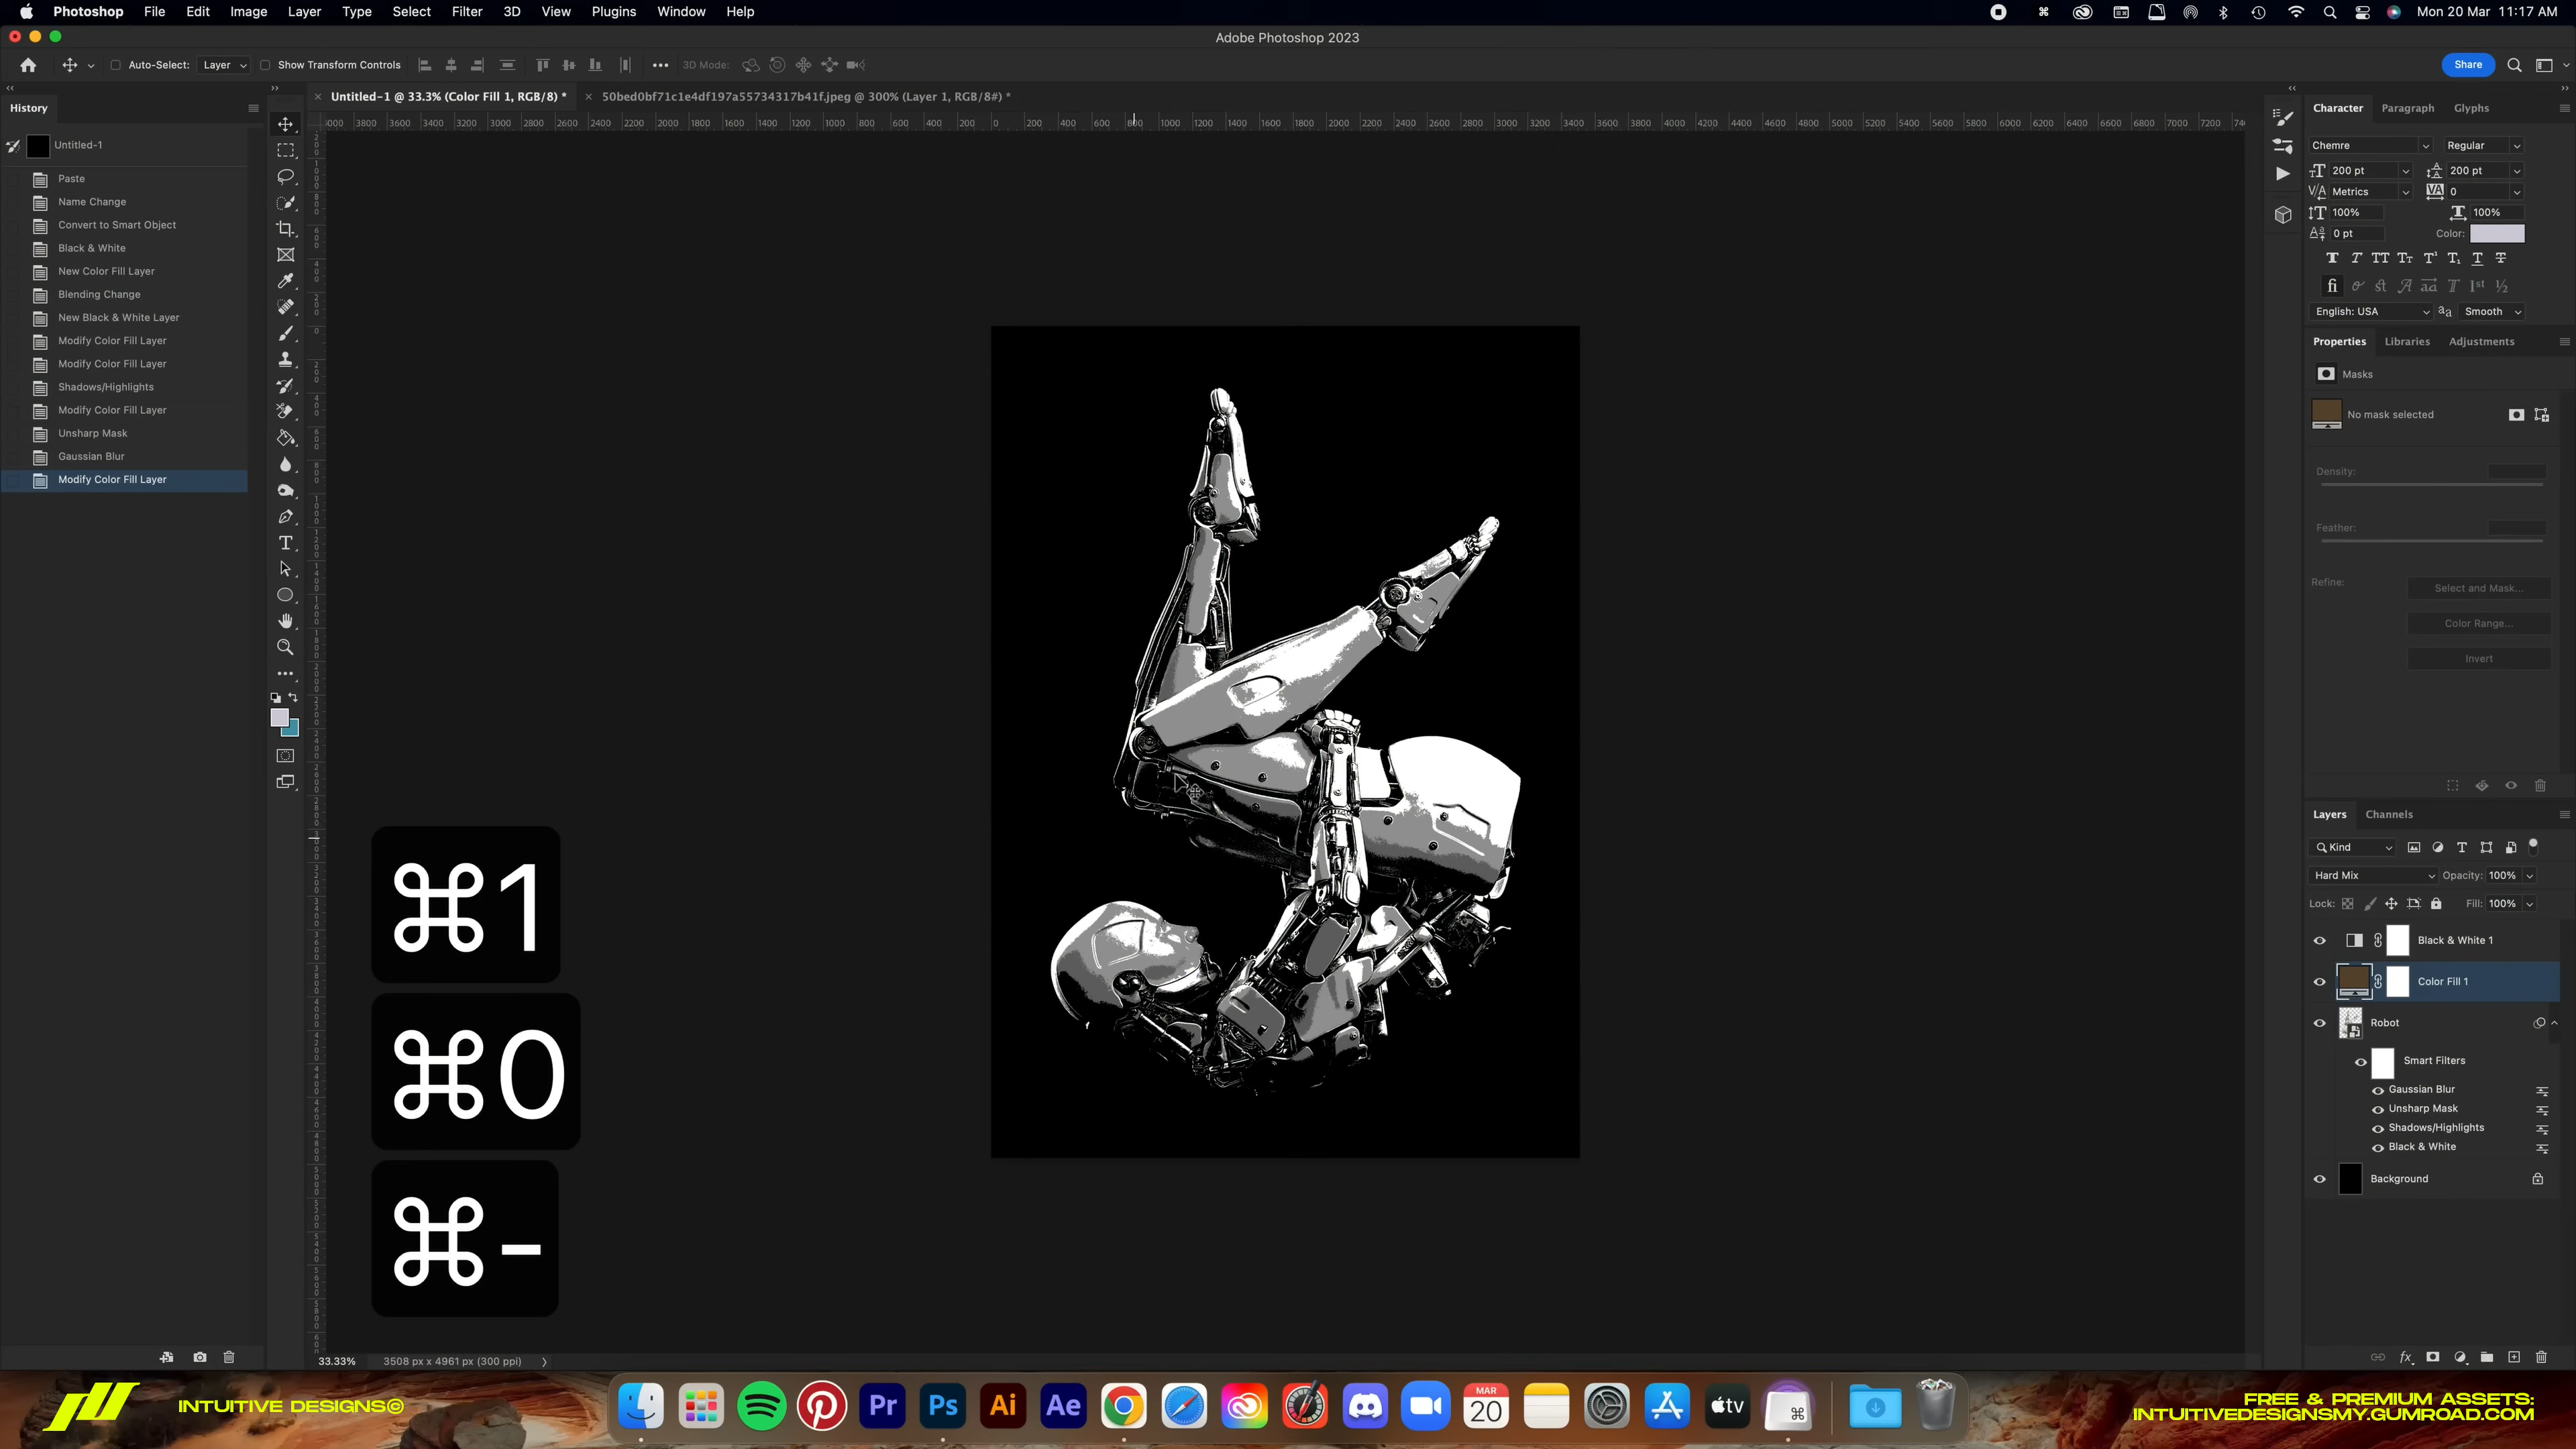 Photoshop File Edit Image Layer Type Select Filter 3D View Plugins Window Help
Mon 20 Mar 11:17 AM
Adobe Photoshop 2023
Auto-Select: Layer Show Transform Controls 3D Mode:
Share
History
Untitled-1 @ 33.3% (Color Fill 1, RGB/8) *
50bed0bf71c1e4df197a55734317b41f.jpeg @ 300% (Layer 1, RGB/8#) *
Untitled-1
Paste
Name Change
Convert to Smart Object
Black & White
New Color Fill Layer
Blending Change
New Black & White Layer
Modify Color Fill Layer
Modify Color Fill Layer
Shadows/Highlights
Modify Color Fill Layer
Unsharp Mask
Gaussian Blur
Modify Color Fill Layer
⌘1
⌘0
⌘-
33.33% 3508 px x 4961 px (300 ppi)
Character Paragraph Glyphs
Chemre Regular
200 pt 200 pt
Metrics 0
100% 100%
0 pt Color:
English: USA Smooth
Properties Libraries Adjustments
Masks
No mask selected
Density:
Feather:
Refine: Select and Mask...
Color Range...
Invert
Layers Channels
Kind
Hard Mix Opacity: 100%
Lock: Fill: 100%
Black & White 1
Color Fill 1
Robot
Smart Filters
Gaussian Blur
Unsharp Mask
Shadows/Highlights
Black & White
Background
INTUITIVE DESIGNS©
Pr Ps Ai Ae
MAR
20
tv
FREE & PREMIUM ASSETS:
INTUITIVEDESIGNSMY.GUMROAD.COM